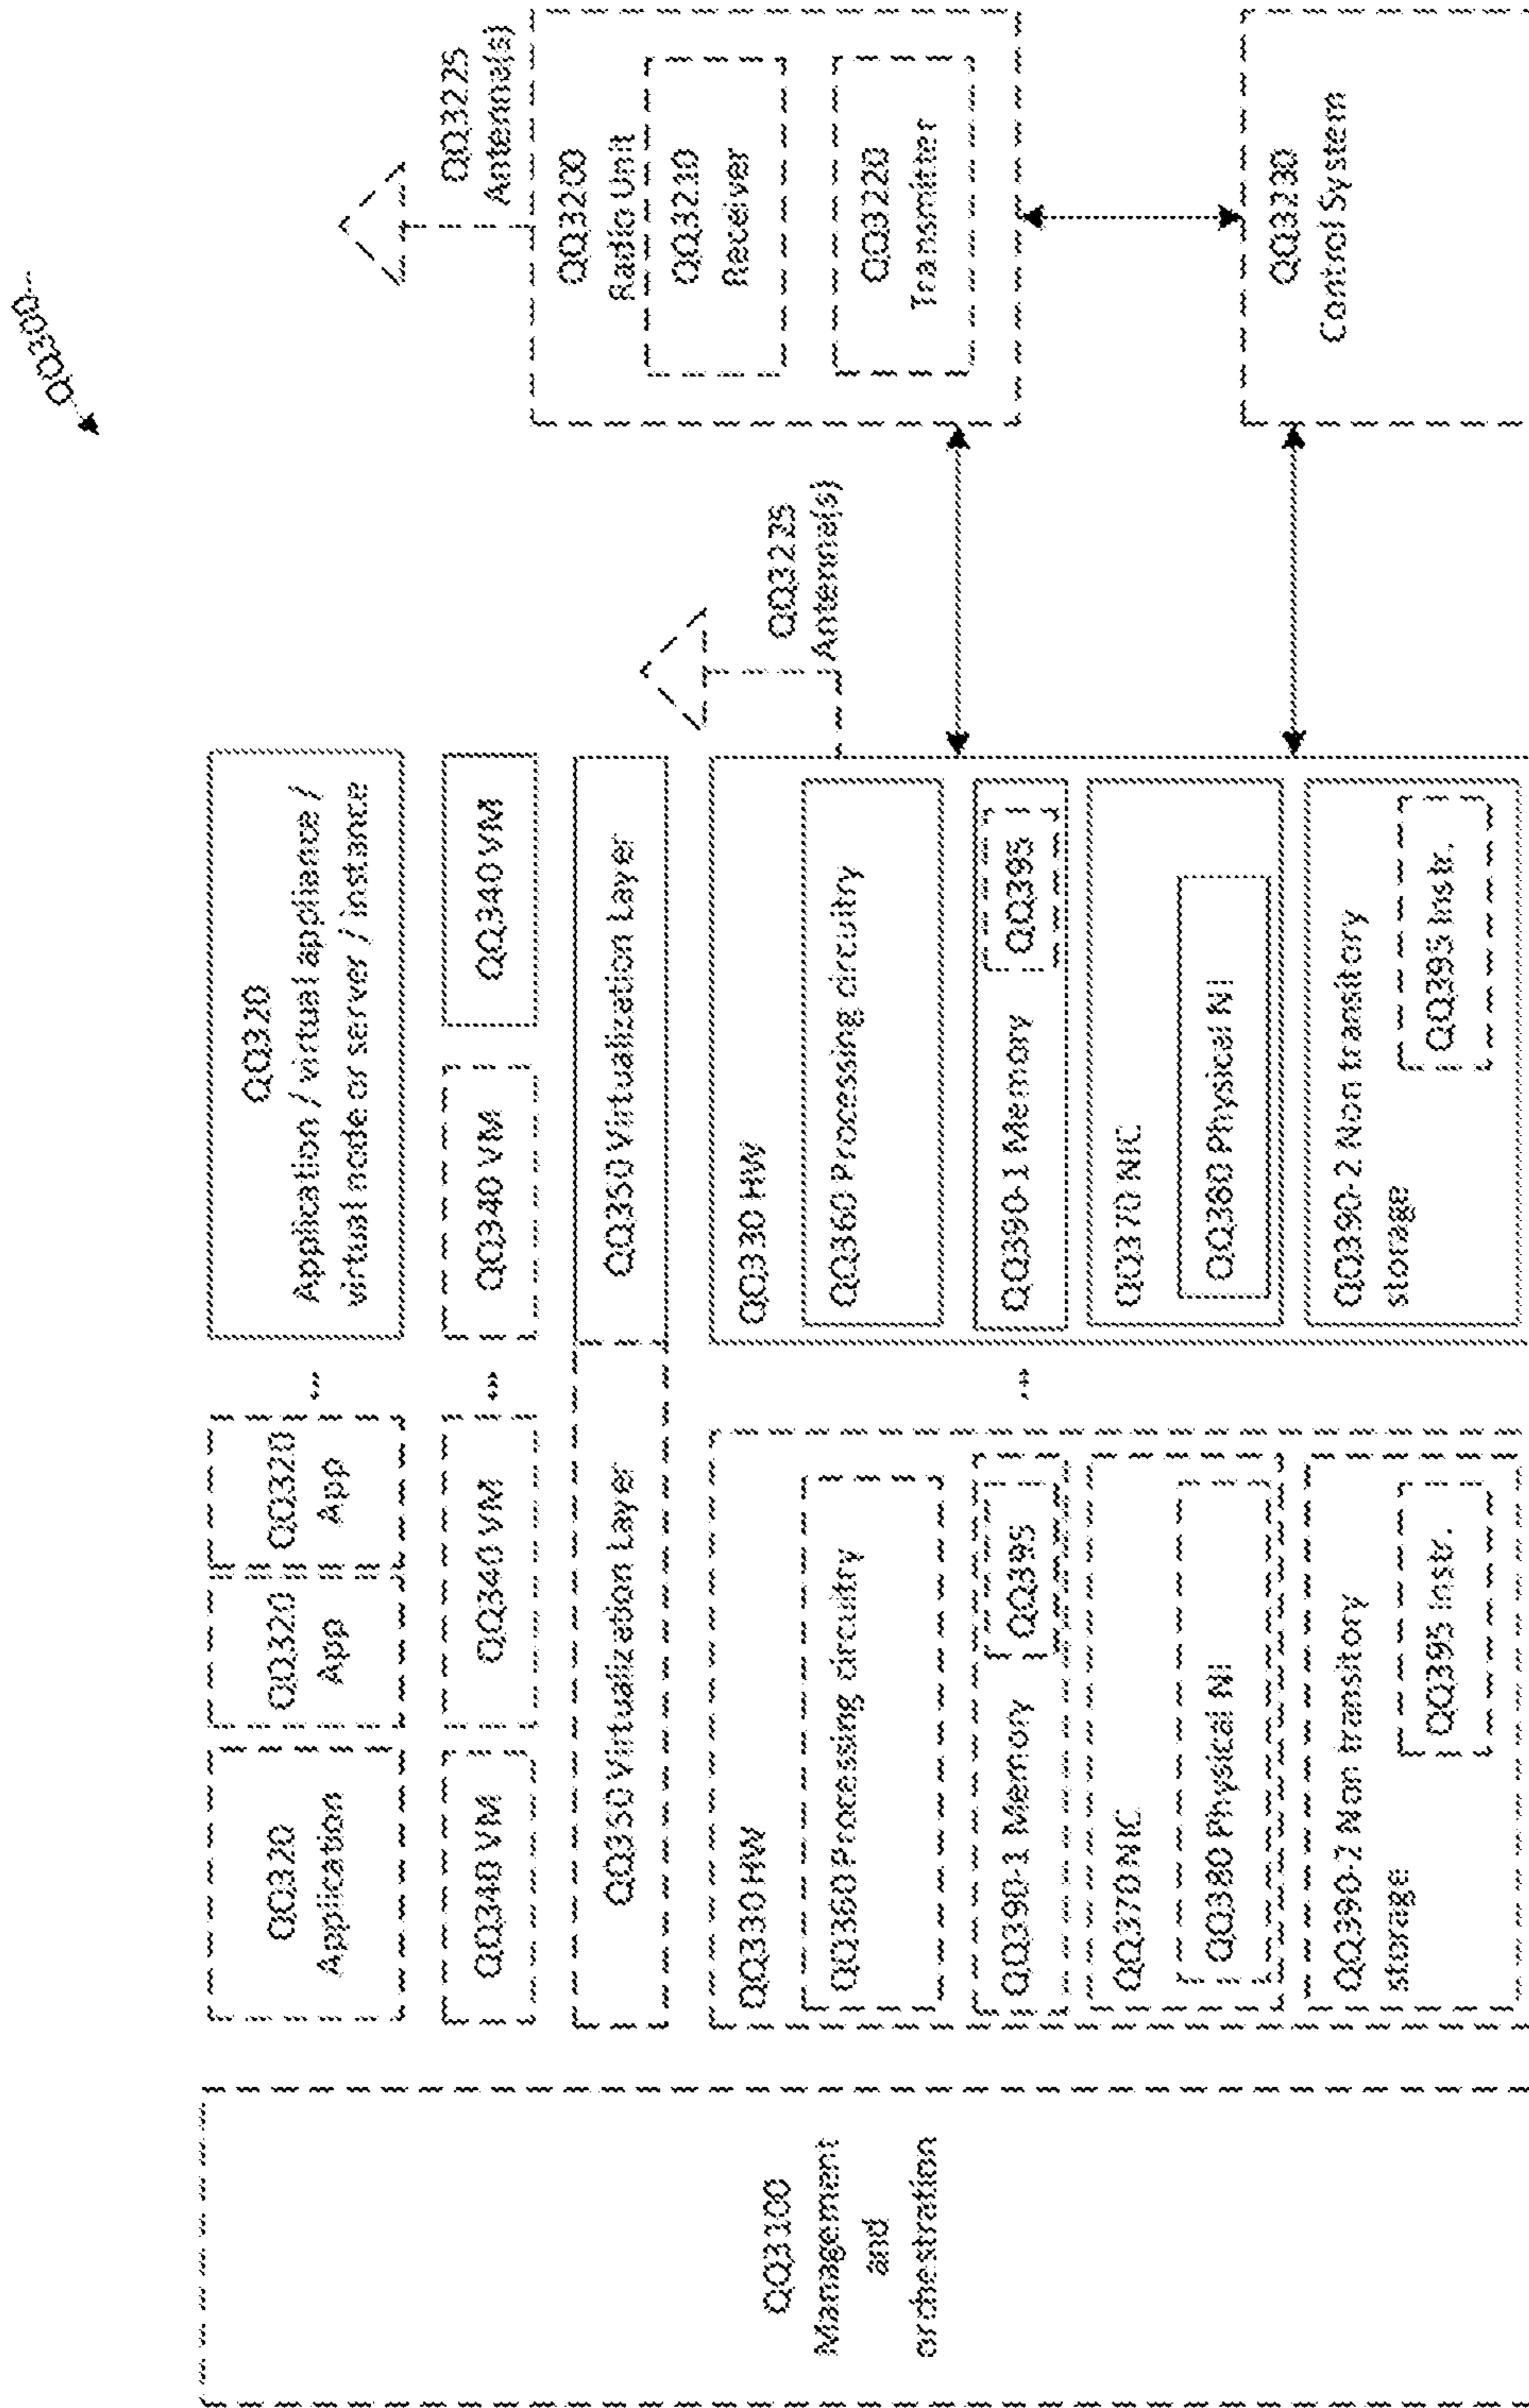 QQ300
QQ3100
Management
and
orchestration
QQ320
Application
QQ320
App
QQ320
App
...
QQ320
Application / virtual appliance /
virtual node or server / instance
QQ340 VM
QQ340 VM
...
QQ340 VM
QQ340 VM
QQ350 Virtualization Layer
QQ350 Virtualization Layer
QQ330 HW
QQ360 Processing circuitry
QQ390-1 Memory
QQ395
QQ370 NIC
QQ380 Physical NI
QQ390-2 Non transitory
storage
QQ395 Instr.
...
QQ330 HW
QQ360 Processing circuitry
QQ390-1 Memory
QQ395
QQ370 NIC
QQ380 Physical NI
QQ390-2 Non transitory
storage
QQ395 Instr.
QQ3225
Antenna(s)
QQ3225
Antenna(s)
QQ3200
Radio Unit
QQ3210
Receiver
QQ3220
Transmitter
QQ3230
Control System